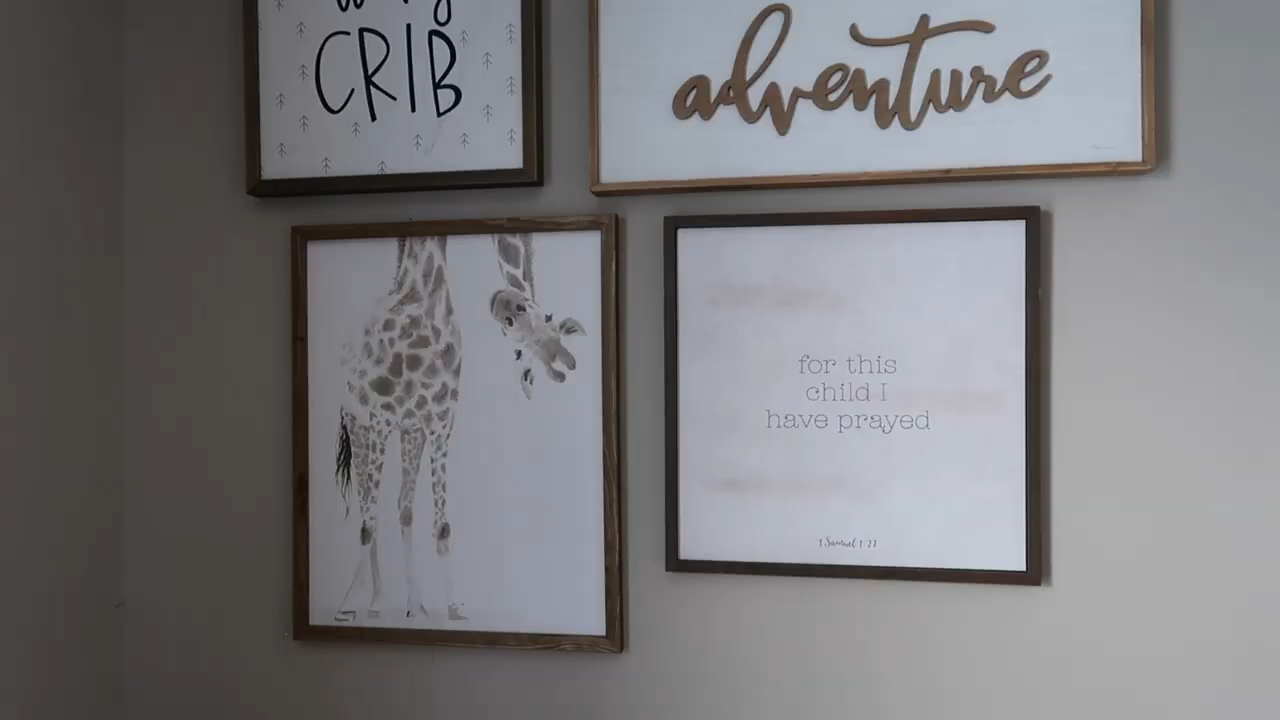 CRIB
adventure
for this
child I
have prayed
1 Samuel 1:27